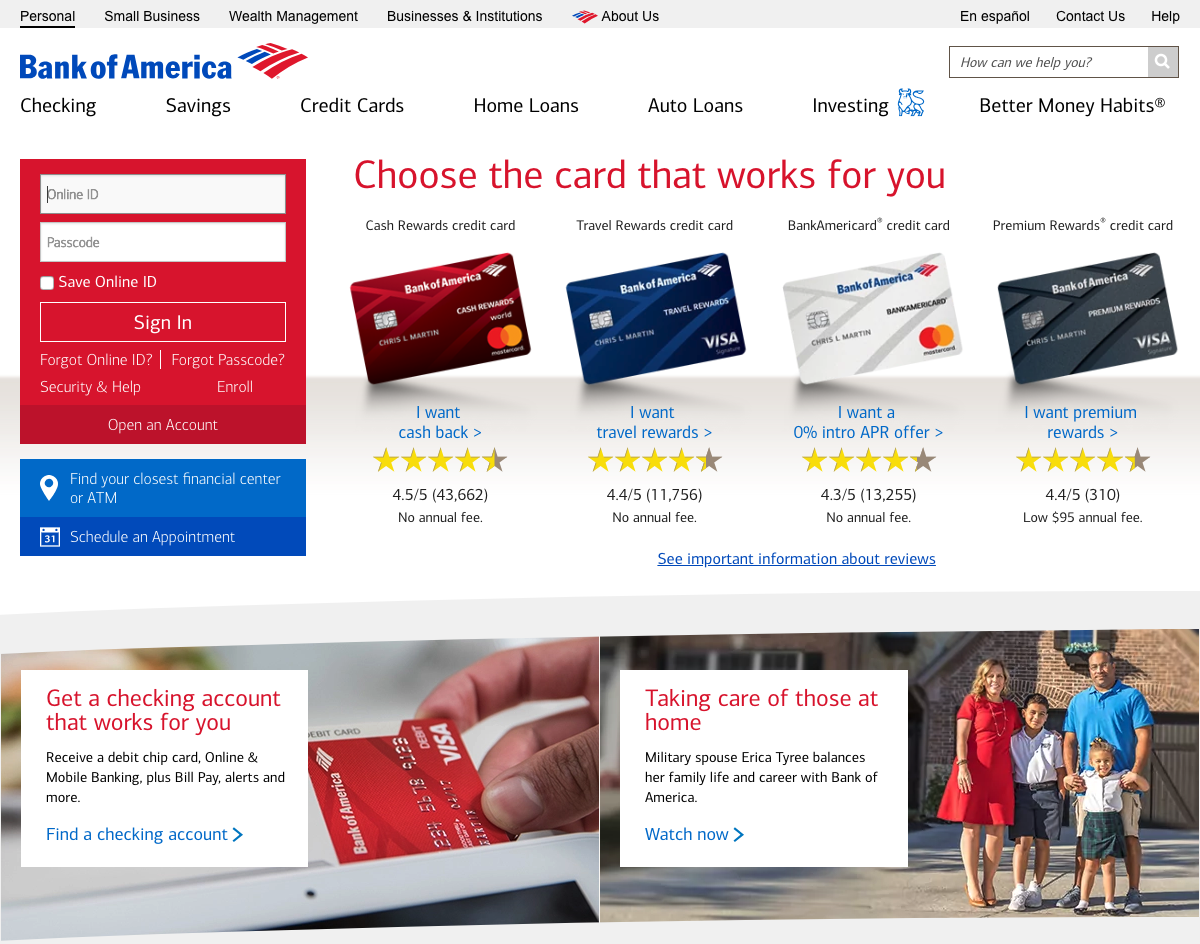 Personal Small Business Wealth Management Businesses & Institutions About Us En español Contact Us Help
Bank of America
How can we help you?
Checking Savings Credit Cards Home Loans Auto Loans Investing Better Money Habits®
Online ID
Passcode
Save Online ID
Sign In
Forgot Online ID? Forgot Passcode?
Security & Help Enroll
Open an Account
Find your closest financial center
or ATM
31 Schedule an Appointment
Choose the card that works for you
Cash Rewards credit card Travel Rewards credit card BankAmericard® credit card Premium Rewards® credit card
Bank of America
CASH REWARDS
world
CHRIS L MARTIN
mastercard
Bank of America
TRAVEL REWARDS
CHRIS L MARTIN
VISA
Signature
Bank of America
BANKAMERICARD
CHRIS L MARTIN
mastercard
Bank of America
PREMIUM REWARDS
CHRIS L MARTIN
VISA
Signature
I want I want I want a I want premium
cash back > travel rewards > 0% intro APR offer > rewards >
4.5/5 (43,662) 4.4/5 (11,756) 4.3/5 (13,255) 4.4/5 (310)
No annual fee. No annual fee. No annual fee. Low $95 annual fee.
See important information about reviews
Get a checking account
that works for you
Receive a debit chip card, Online &
Mobile Banking, plus Bill Pay, alerts and
more.
Find a checking account
DEBIT CARD
Bank of America
DEBIT
VISA
Taking care of those at
home
Military spouse Erica Tyree balances
her family life and career with Bank of
America.
Watch now